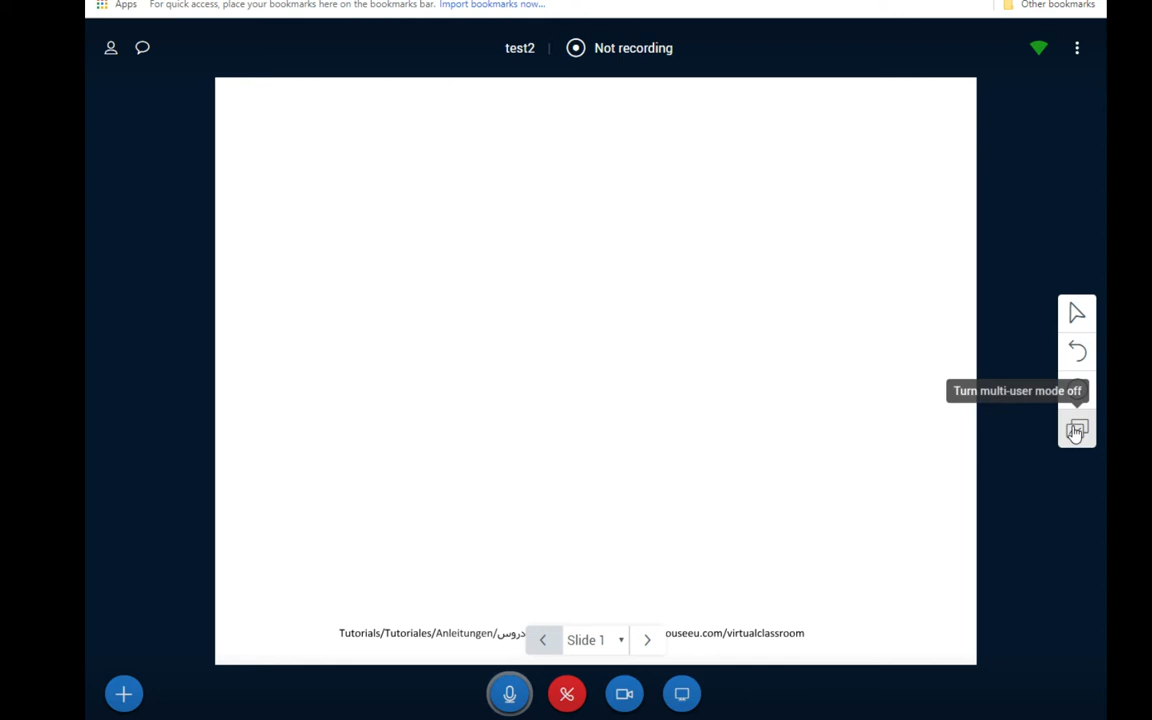 Apps For quick access, place your bookmarks here on the bookmarks bar. Import bookmarks now... Other bookmarks
test2 Not recording
Turn multi-user mode off
Tutorials/Tutoriales/Anleitungen/دروس ouseeu.com/virtualclassroom
Slide 1